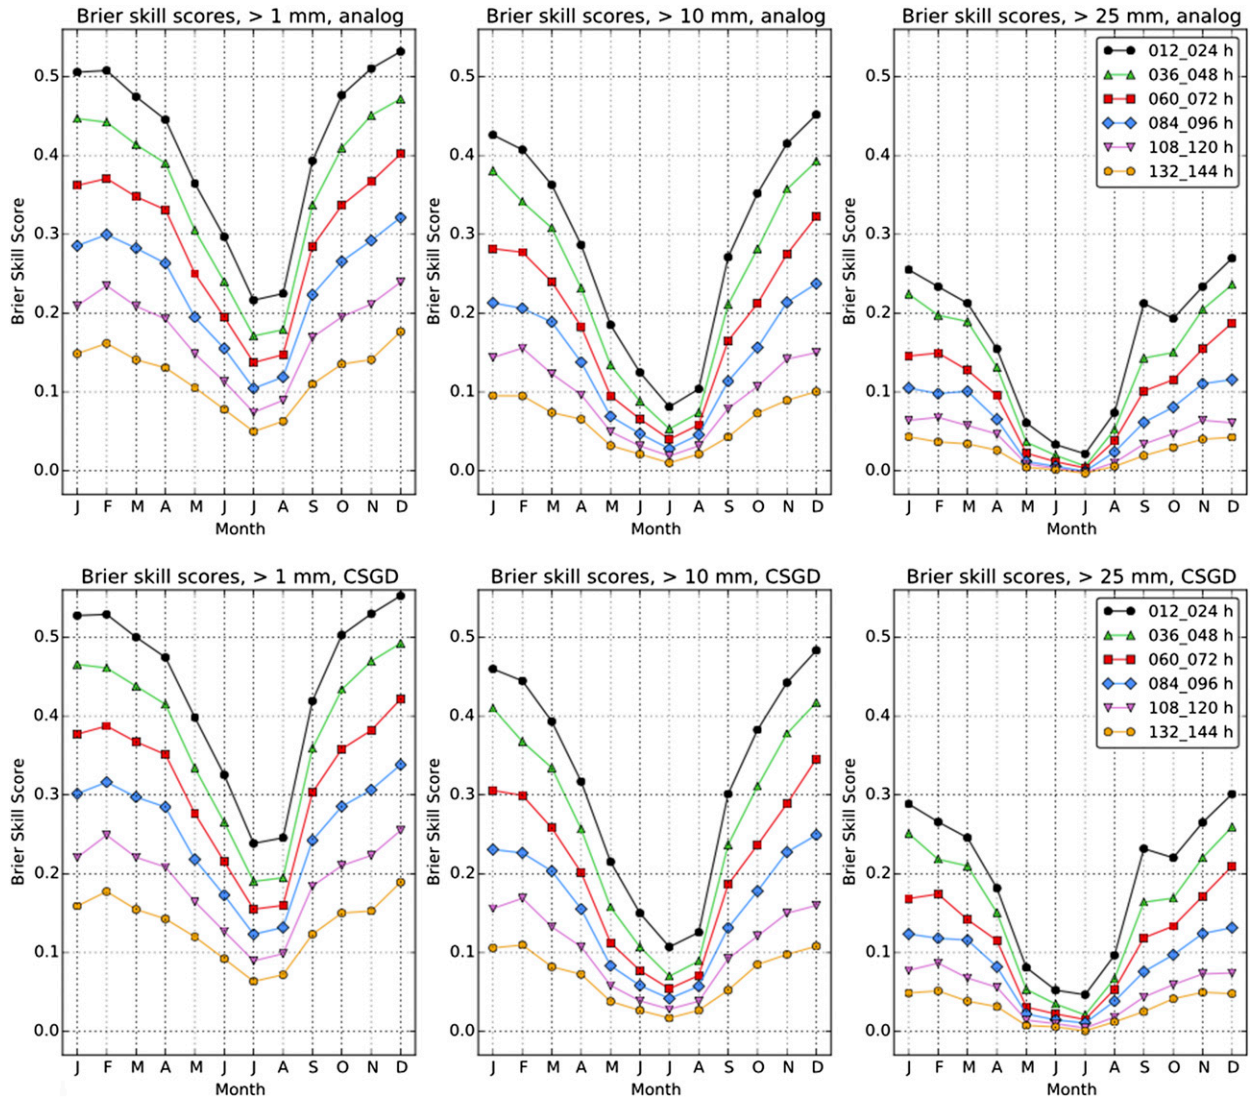 Brier skill scores, > 1 mm, analog
Brier Skill Score
0.5
0.4
0.3
0.2
0.1
0.0
J F M A M J J A S O N D
Month
Brier skill scores, > 10 mm, analog
Brier Skill Score
0.5
0.4
0.3
0.2
0.1
0.0
J F M A M J J A S O N D
Month
Brier skill scores, > 25 mm, analog
Brier Skill Score
0.5
0.4
0.3
0.2
0.1
0.0
012_024 h
036_048 h
060_072 h
084_096 h
108_120 h
132_144 h
J F M A M J J A S O N D
Month
Brier skill scores, > 1 mm, CSGD
Brier Skill Score
0.5
0.4
0.3
0.2
0.1
0.0
J F M A M J J A S O N D
Month
Brier skill scores, > 10 mm, CSGD
Brier Skill Score
0.5
0.4
0.3
0.2
0.1
0.0
J F M A M J J A S O N D
Month
Brier skill scores, > 25 mm, CSGD
Brier Skill Score
0.5
0.4
0.3
0.2
0.1
0.0
012_024 h
036_048 h
060_072 h
084_096 h
108_120 h
132_144 h
J F M A M J J A S O N D
Month